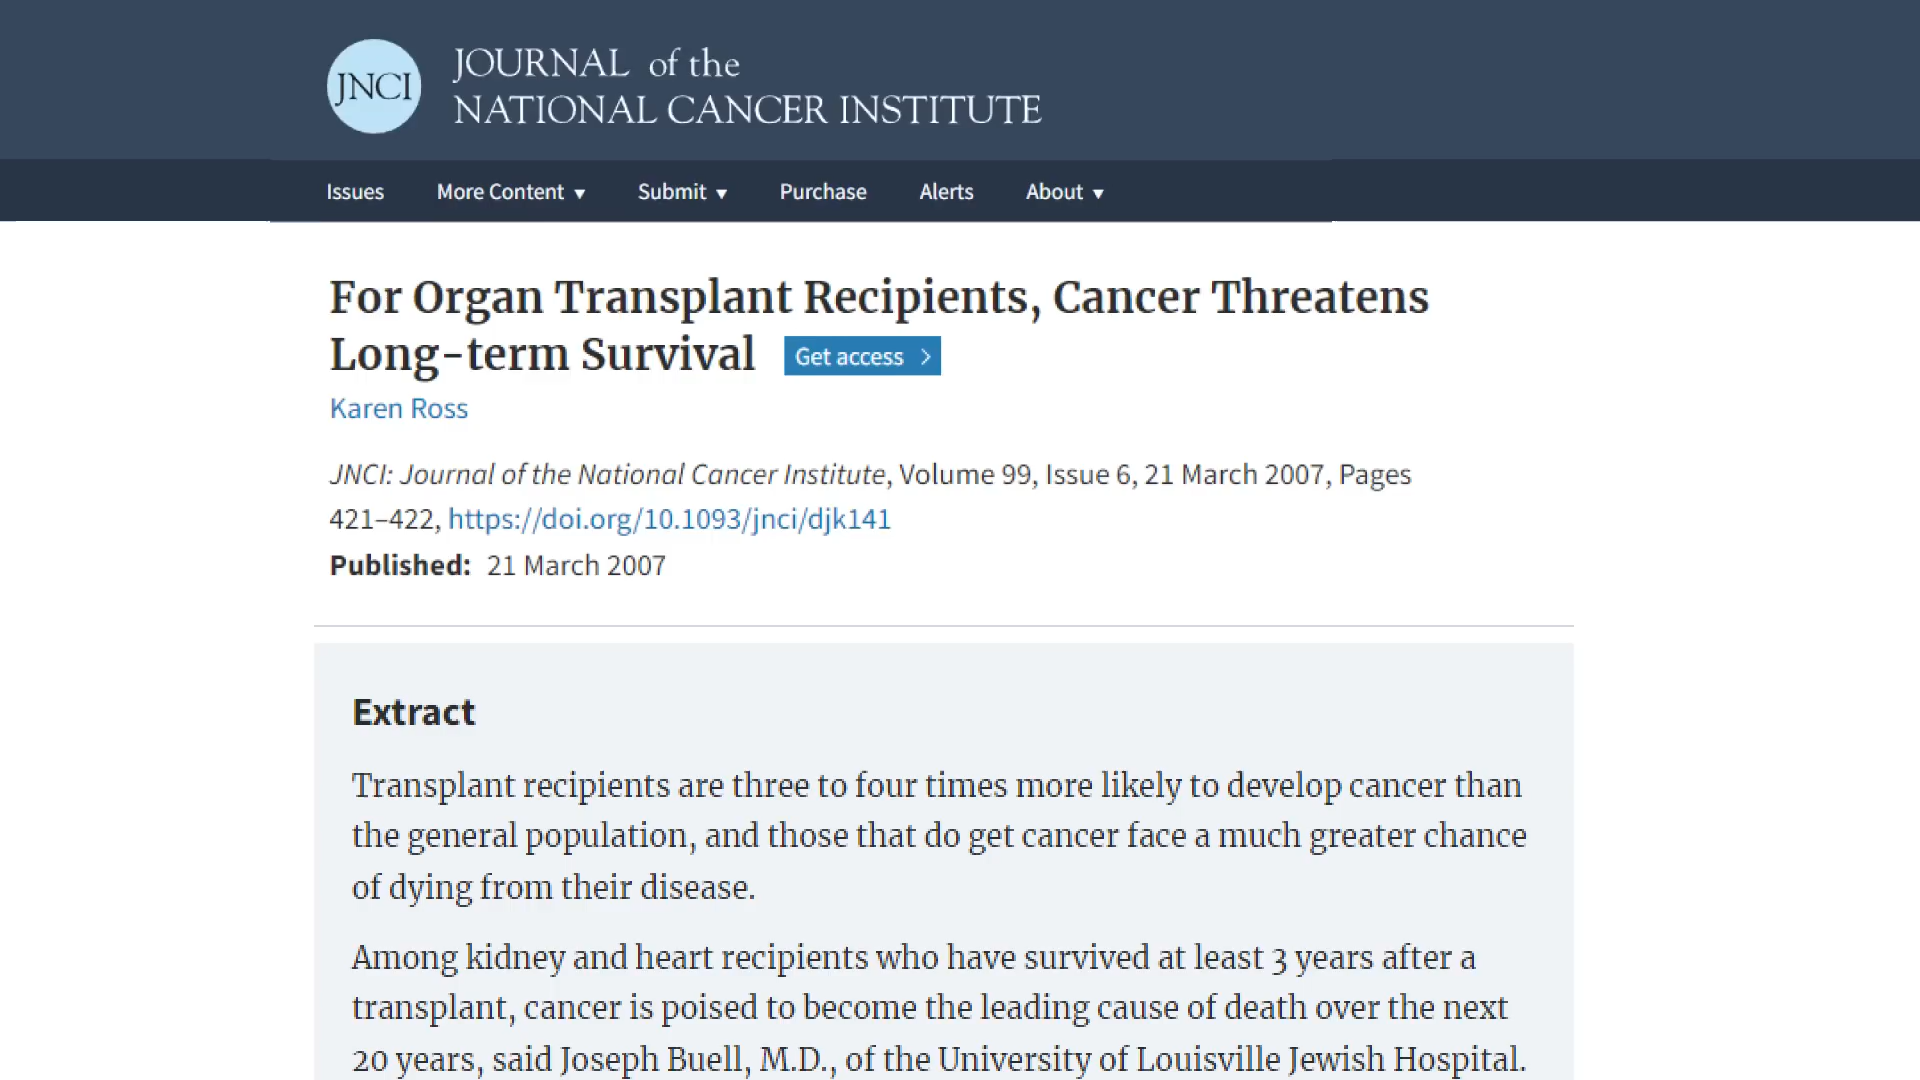 JNCI
JOURNAL of the
NATIONAL CANCER INSTITUTE
Issues More Content ▼ Submit ▼ Purchase Alerts About ▼
For Organ Transplant Recipients, Cancer Threatens
Long-term Survival Get access >
Karen Ross
JNCI: Journal of the National Cancer Institute, Volume 99, Issue 6, 21 March 2007, Pages
421–422, https://doi.org/10.1093/jnci/djk141
Published: 21 March 2007
Extract
Transplant recipients are three to four times more likely to develop cancer than
the general population, and those that do get cancer face a much greater chance
of dying from their disease.
Among kidney and heart recipients who have survived at least 3 years after a
transplant, cancer is poised to become the leading cause of death over the next
20 years, said Joseph Buell, M.D., of the University of Louisville Jewish Hospital.